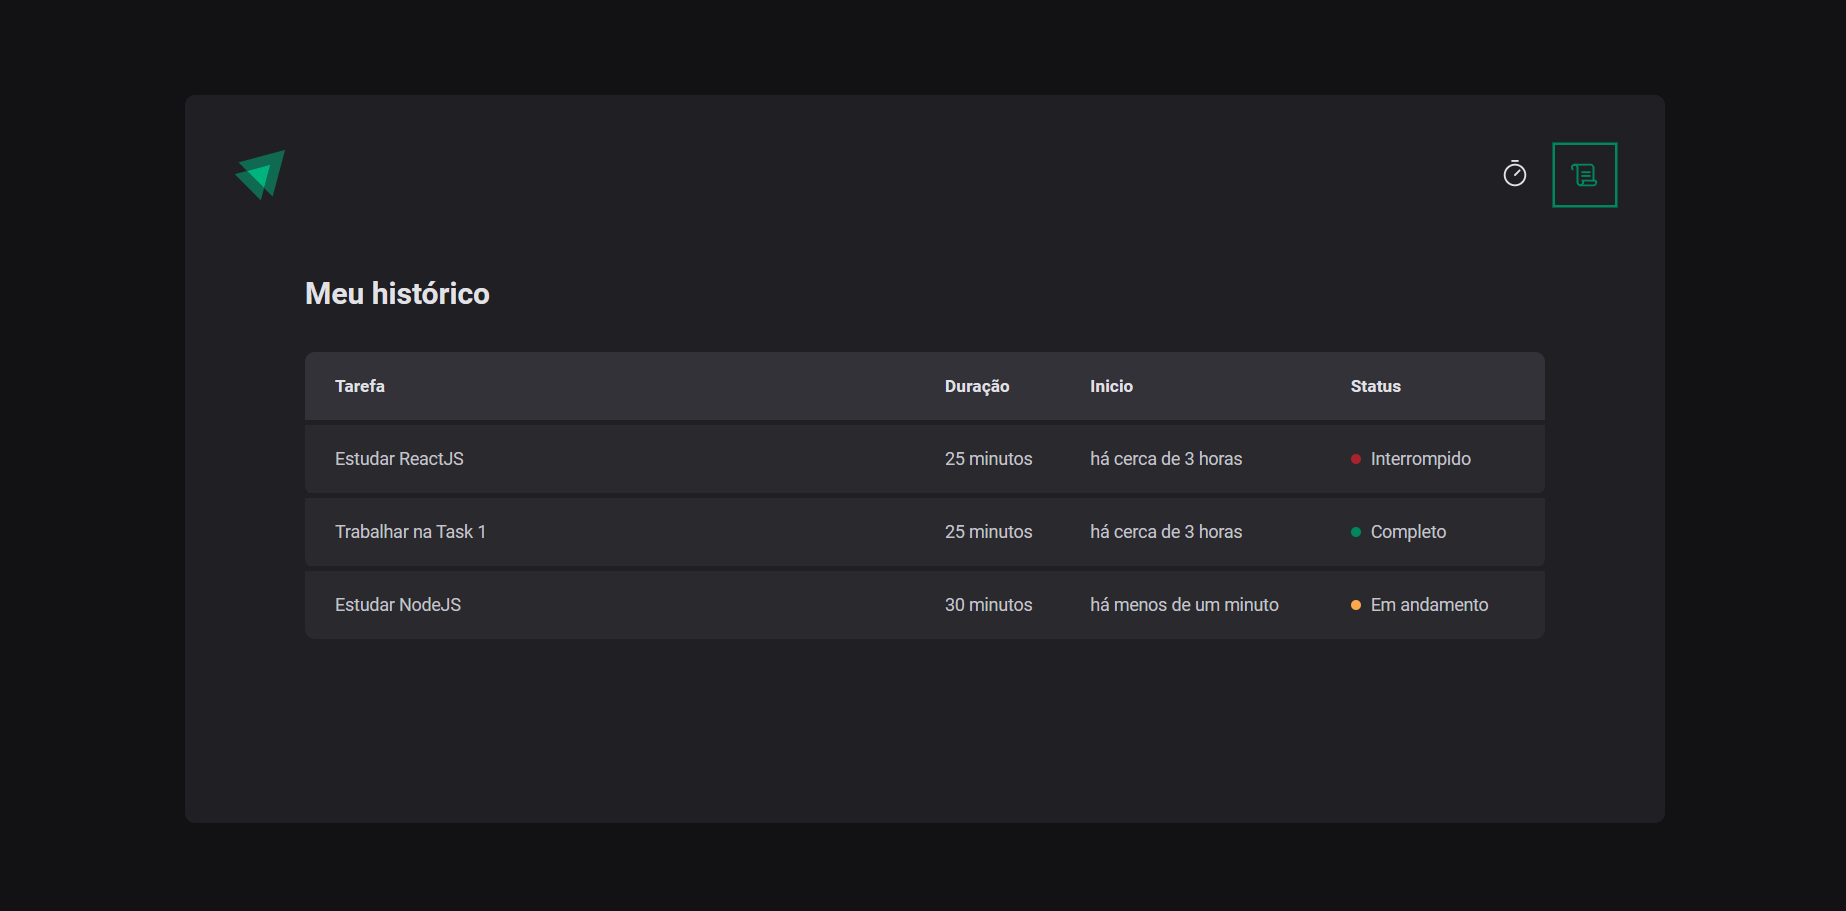 Meu histórico
Tarefa Duração Inicio Status
Estudar ReactJS 25 minutos há cerca de 3 horas Interrompido
Trabalhar na Task 1 25 minutos há cerca de 3 horas Completo
Estudar NodeJS 30 minutos há menos de um minuto Em andamento